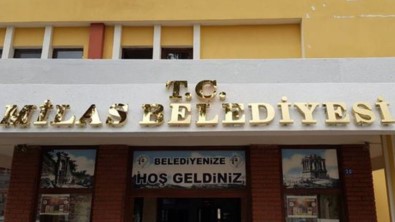 T.C.
MİLAS BELEDİYESİ
BELEDİYENİZE
HOŞ GELDİNİZ